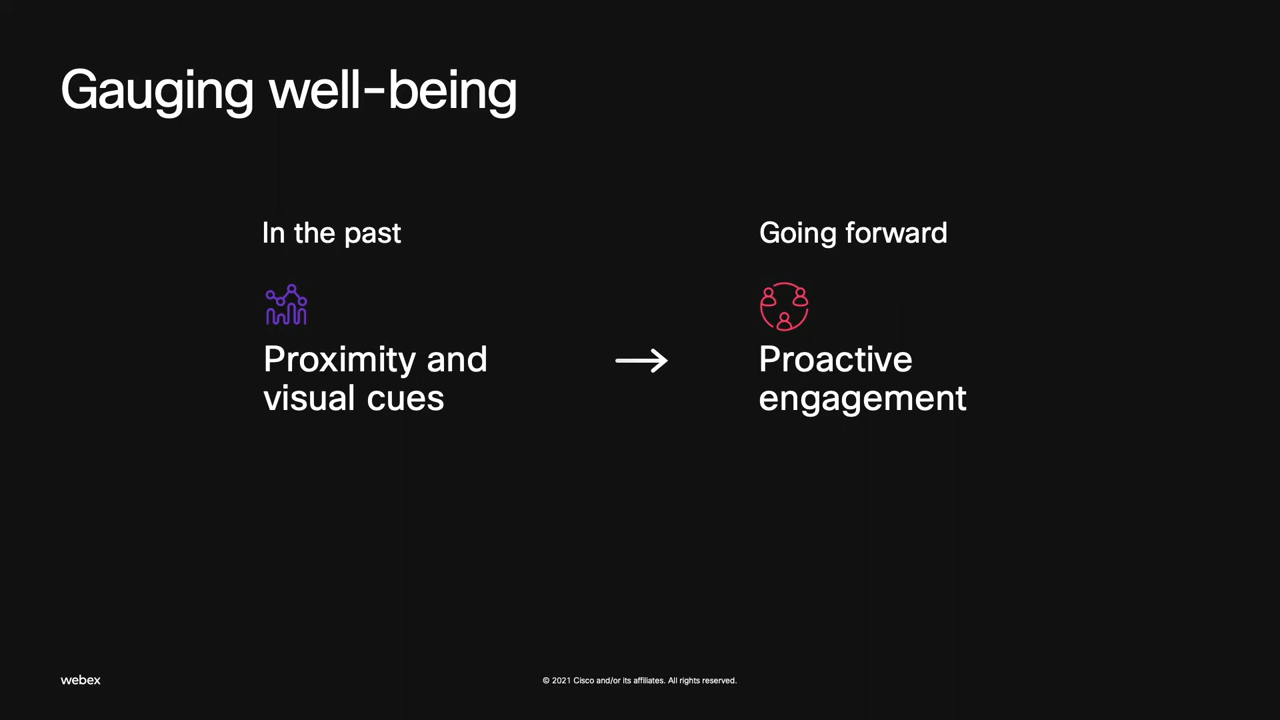 Gauging well-being
In the past
Proximity and
visual cues
Going forward
Proactive
engagement
webex
© 2021 Cisco and/or its affiliates. All rights reserved.